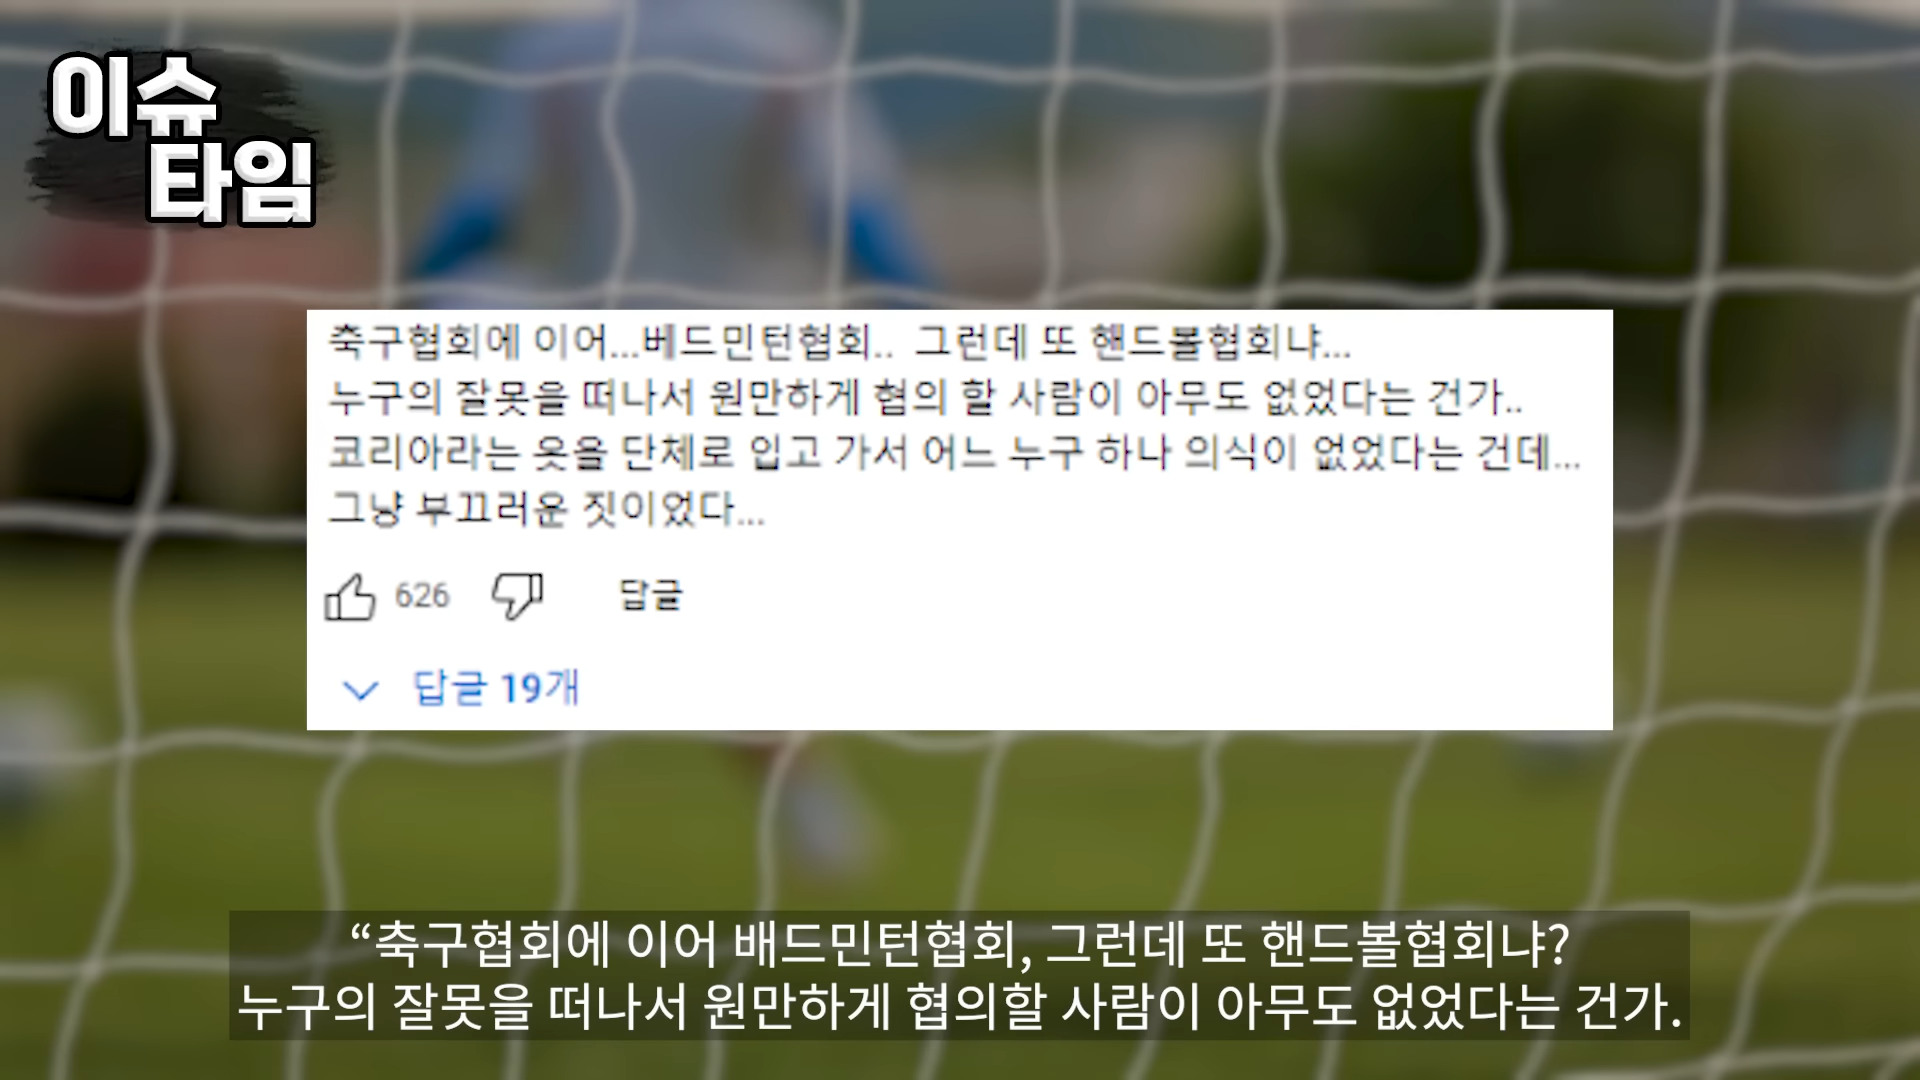 이슈
타임
축구협회에 이어...베드민턴협회.. 그런데 또 핸드볼협회냐...
누구의 잘못을 떠나서 원만하게 협의 할 사람이 아무도 없었다는 건가..
코리아라는 옷을 단체로 입고 가서 어느 누구 하나 의식이 없었다는 건데...
그냥 부끄러운 짓이었다...
626 답글
답글 19개
“축구협회에 이어 배드민턴협회, 그런데 또 핸드볼협회냐?
누구의 잘못을 떠나서 원만하게 협의할 사람이 아무도 없었다는 건가.